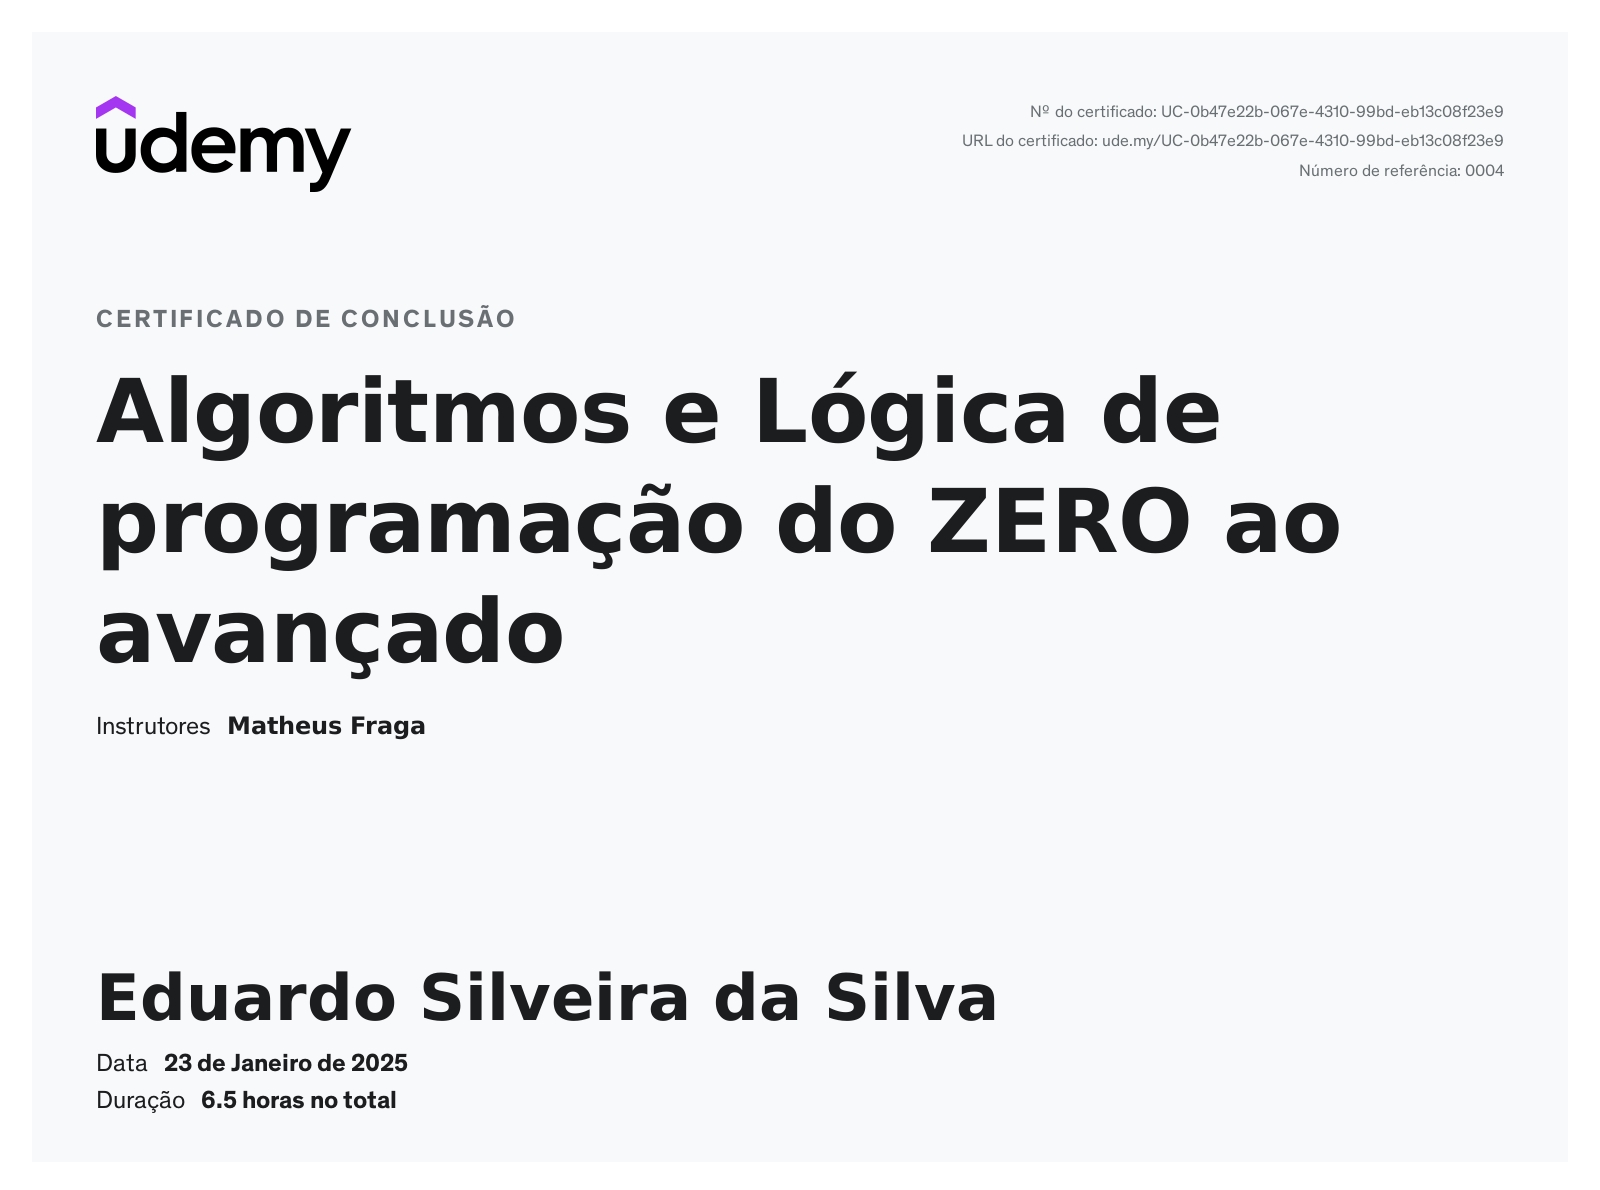 udemy
Nº do certificado: UC-0b47e22b-067e-4310-99bd-eb13c08f23e9
URL do certificado: ude.my/UC-0b47e22b-067e-4310-99bd-eb13c08f23e9
Número de referência: 0004
CERTIFICADO DE CONCLUSÃO
Algoritmos e Lógica de
programação do ZERO ao
avançado
Instrutores Matheus Fraga
Eduardo Silveira da Silva
Data 23 de Janeiro de 2025
Duração 6.5 horas no total